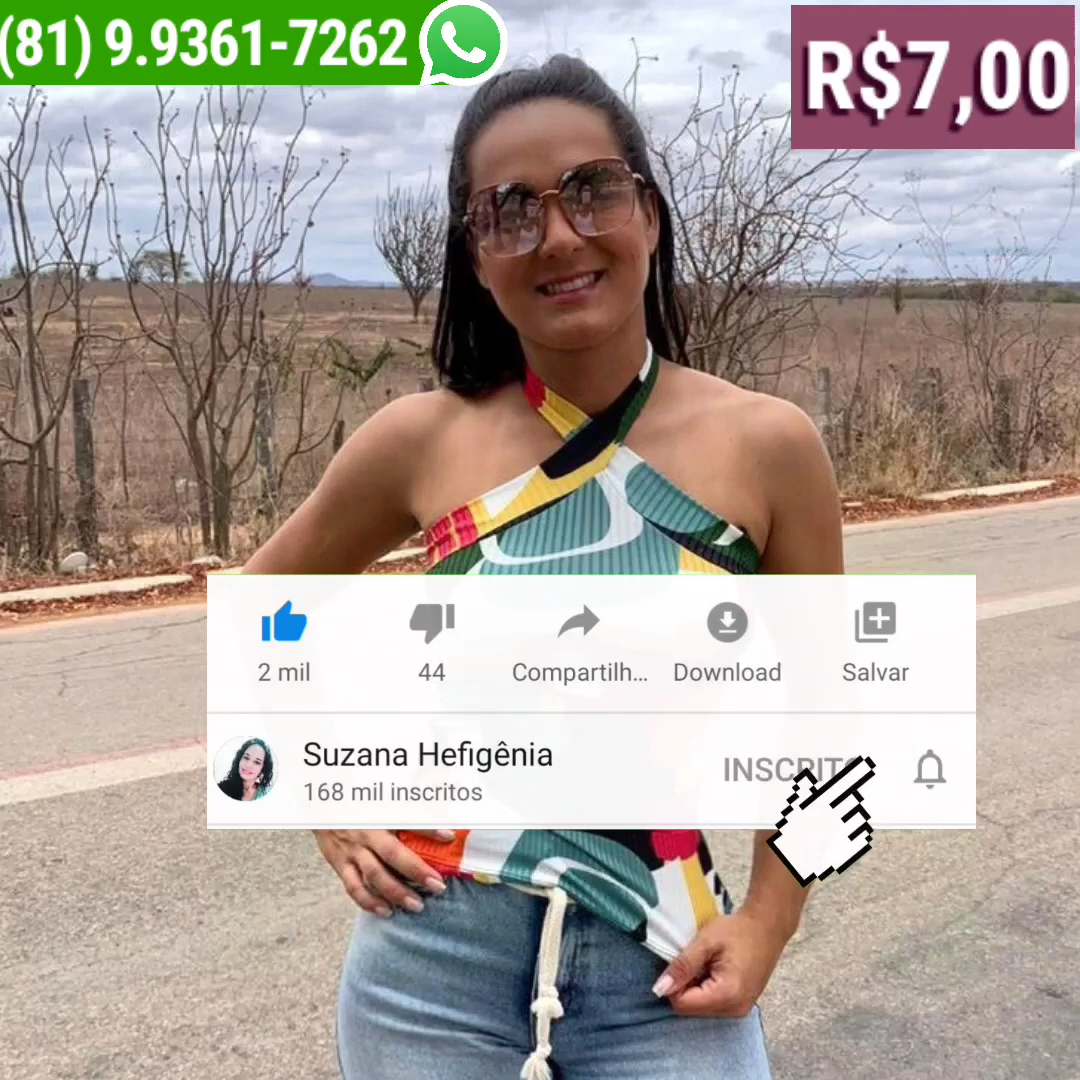 (81) 9.9361-7262
R$7,00
2 mil
44
Compartilh...
Download
Salvar
Suzana Hefigênia
168 mil inscritos
INSCRITO